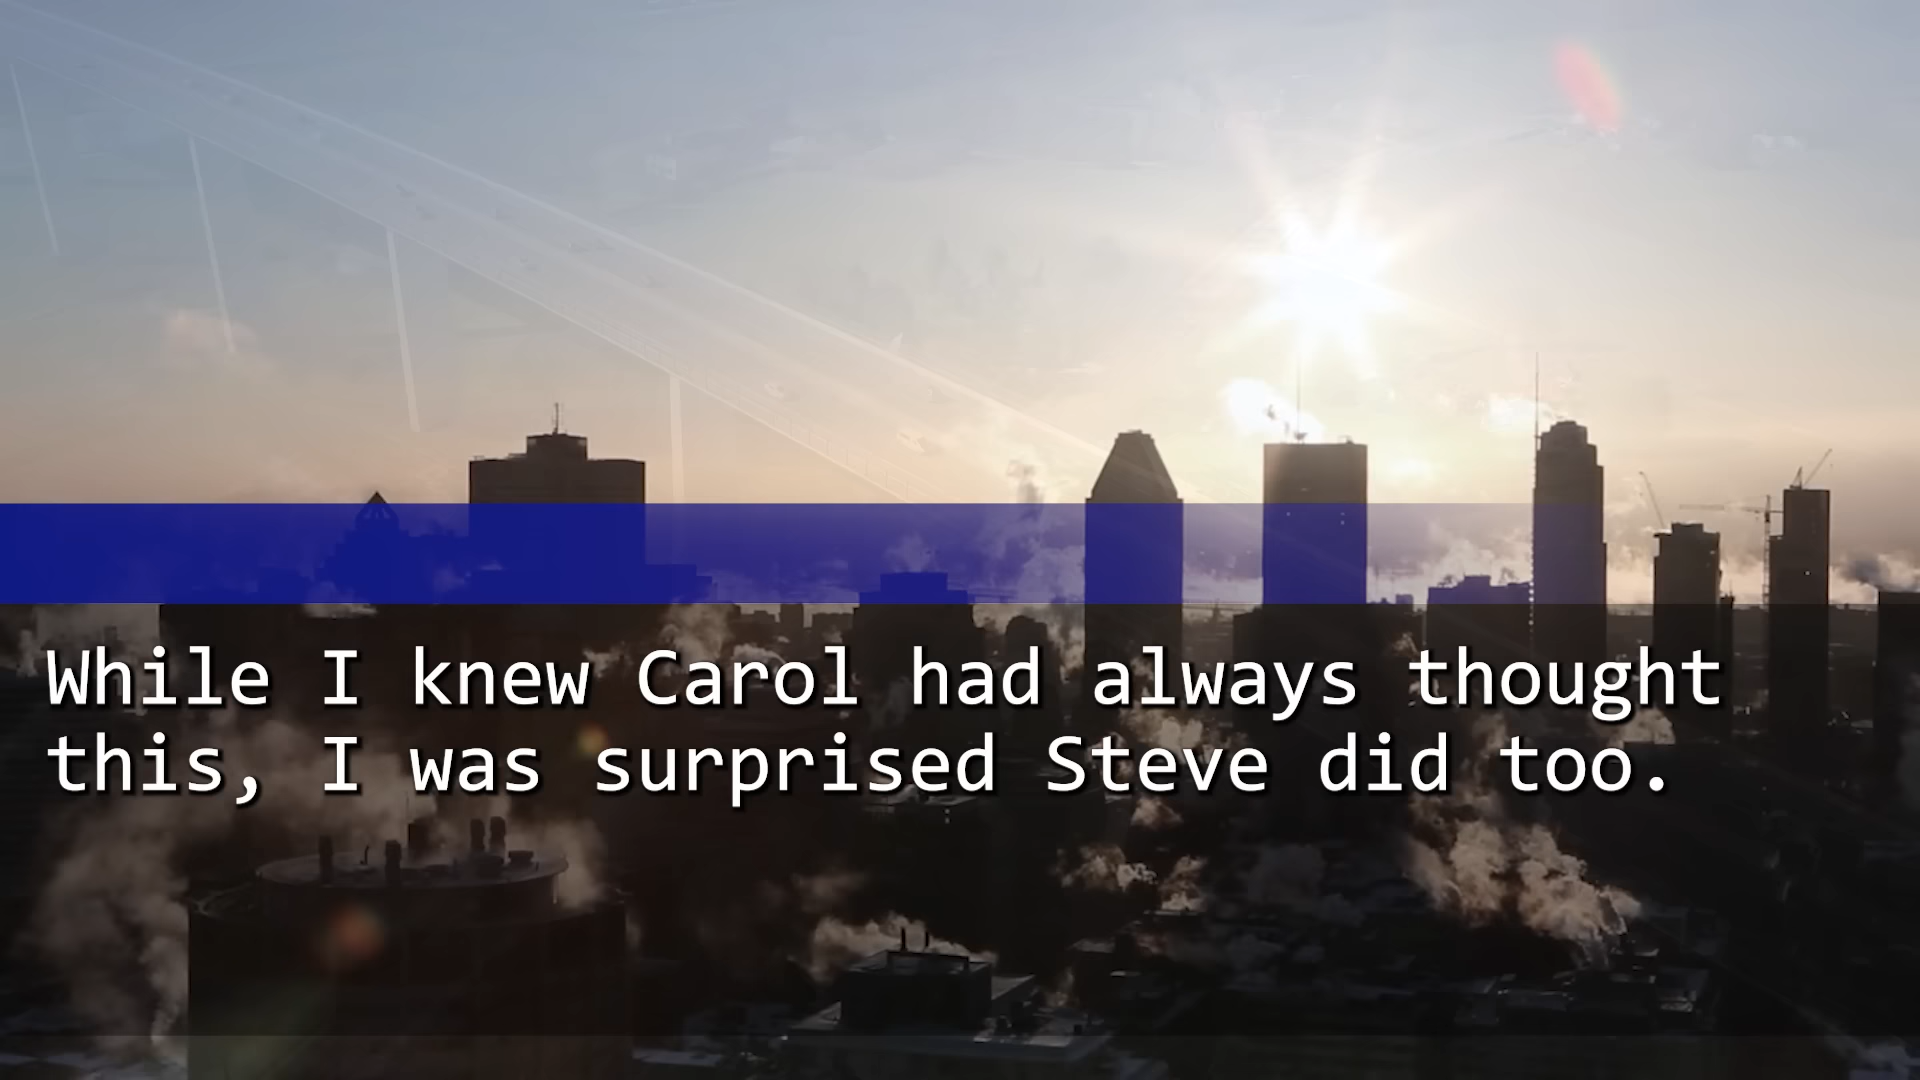 While I knew Carol had always thought
this, I was surprised Steve did too.